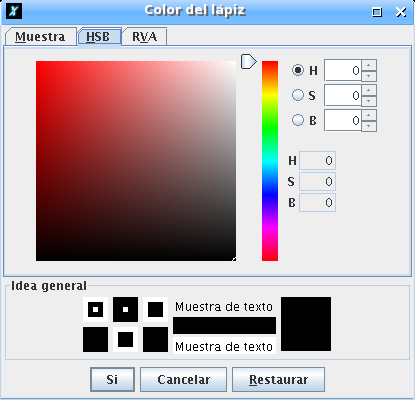 Color del lápiz
Muestra HSB RVA
H 0
S 0
B 0
H 0
S 0
B 0
Idea general
Muestra de texto
Muestra de texto
Si Cancelar Restaurar